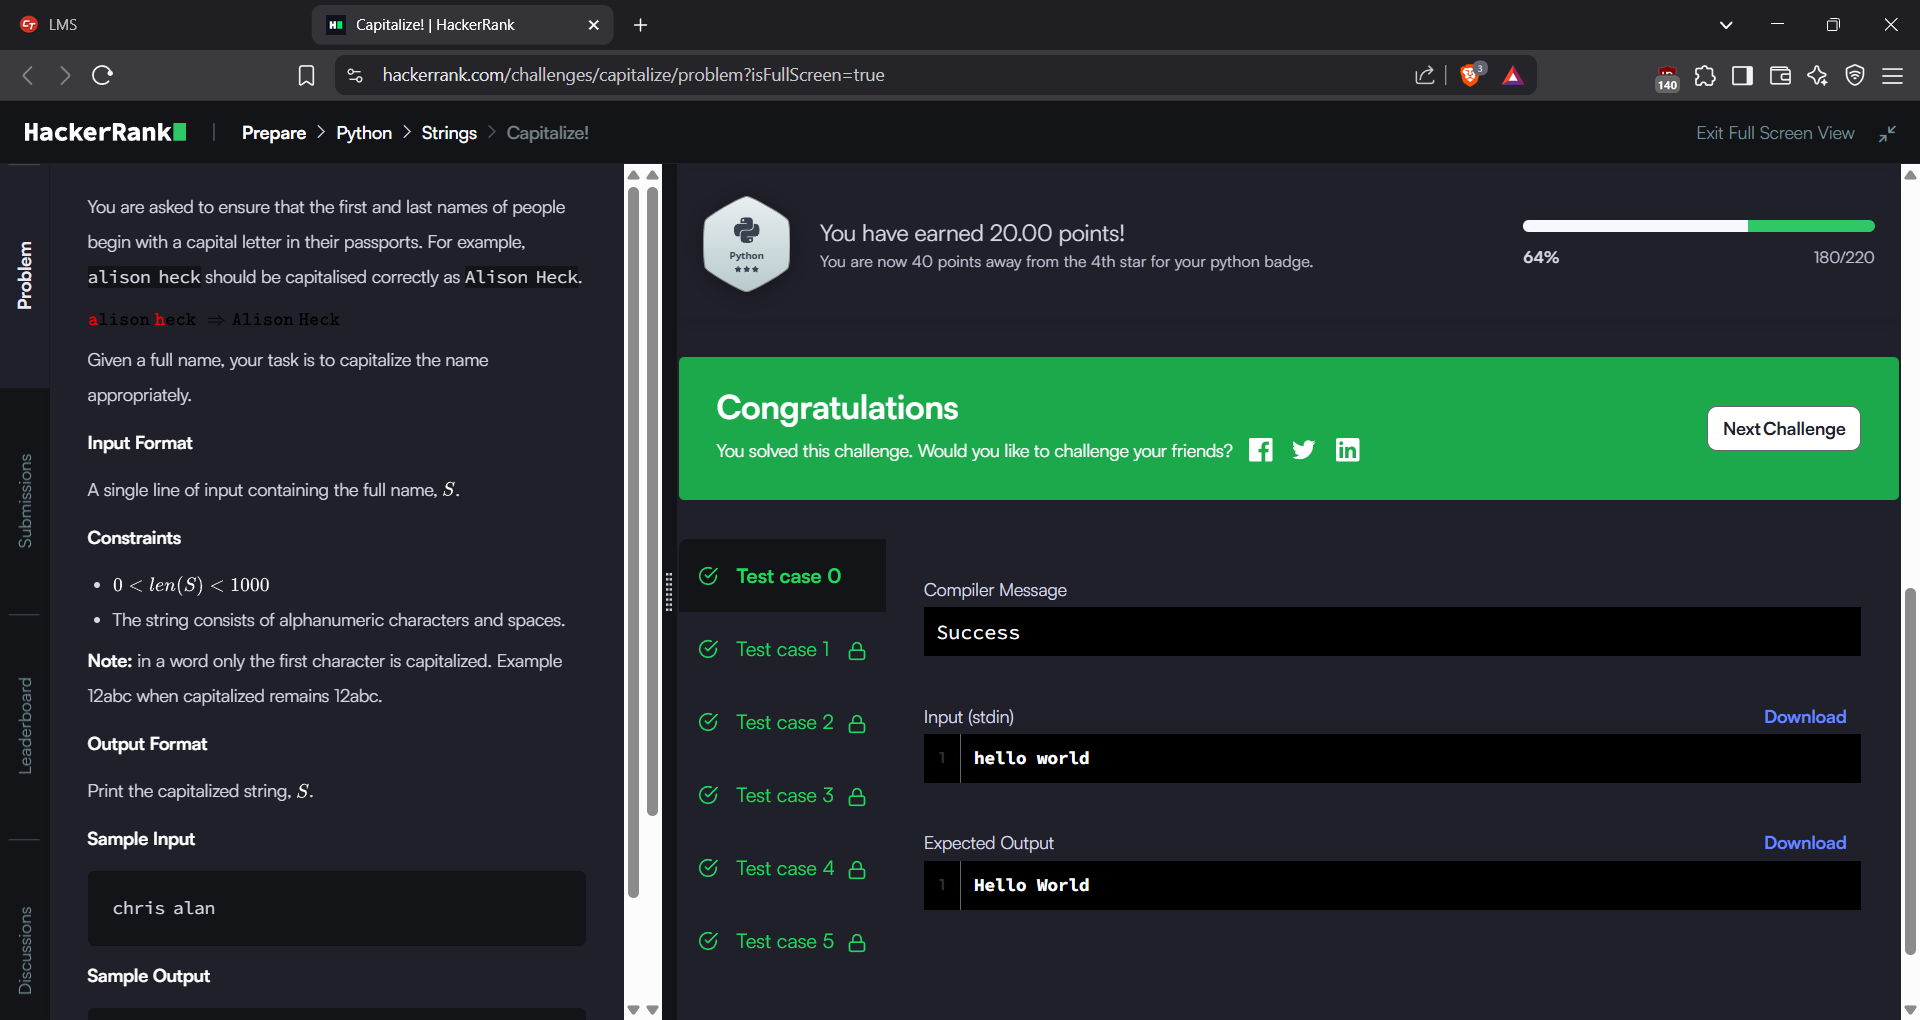 LMS
Capitalize! | HackerRank
hackerrank.com/challenges/capitalize/problem?isFullScreen=true
3
140
HackerRank
Prepare > Python > Strings > Capitalize!
Exit Full Screen View
Problem
Submissions
Leaderboard
Discussions
You are asked to ensure that the first and last names of people
begin with a capital letter in their passports. For example,
alison heck should be capitalised correctly as Alison Heck.
alison heck ⇒ Alison Heck
Given a full name, your task is to capitalize the name
appropriately.
Input Format
A single line of input containing the full name, S.
Constraints
• 0 < len(S) < 1000
• The string consists of alphanumeric characters and spaces.
Note: in a word only the first character is capitalized. Example
12abc when capitalized remains 12abc.
Output Format
Print the capitalized string, S.
Sample Input
chris alan
Sample Output
Python
★★★
You have earned 20.00 points!
You are now 40 points away from the 4th star for your python badge.
64%
180/220
Congratulations
You solved this challenge. Would you like to challenge your friends?
Next Challenge
Test case 0
Test case 1
Test case 2
Test case 3
Test case 4
Test case 5
Compiler Message
Success
Input (stdin)
Download
1 hello world
Expected Output
Download
1 Hello World